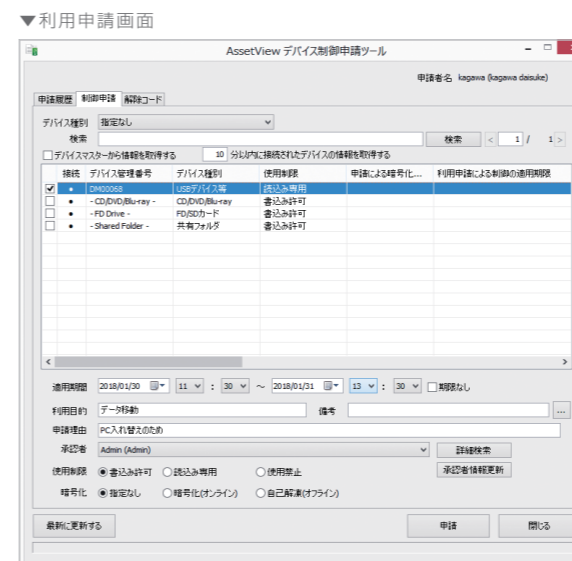 ▼利用申請画面
AssetView デバイス制御申請ツール
申請者名 kagawa (kagawa daisuke)
申請履歴 制御申請 解除コード
デバイス種別 指定なし
検索 検索 < 1 / 1 >
デバイスマスターから情報を取得する 10 分以内に接続されたデバイスの情報を取得する
接続 デバイス管理番号 デバイス種別 使用制限 申請による暗号化... 利用申請による制御の適用期限
● DM00068 USBデバイス等 読込み専用
● - CD/DVD/Blu-ray - CD/DVD/Blu-ray 書込み許可
● - FD Drive - FD/SDカード 書込み許可
● - Shared Folder - 共有フォルダ 書込み許可
適用期間 2018/01/30 11 : 30 ～ 2018/01/31 13 : 30 期限なし
利用目的 データ移動 備考 ...
申請理由 PC入れ替えのため
承認者 Admin (Admin) 詳細検索
使用制限 書込み許可 読込み専用 使用禁止 承認者情報更新
暗号化 指定なし 暗号化(オンライン) 自己解凍(オフライン)
最新に更新する 申請 閉じる